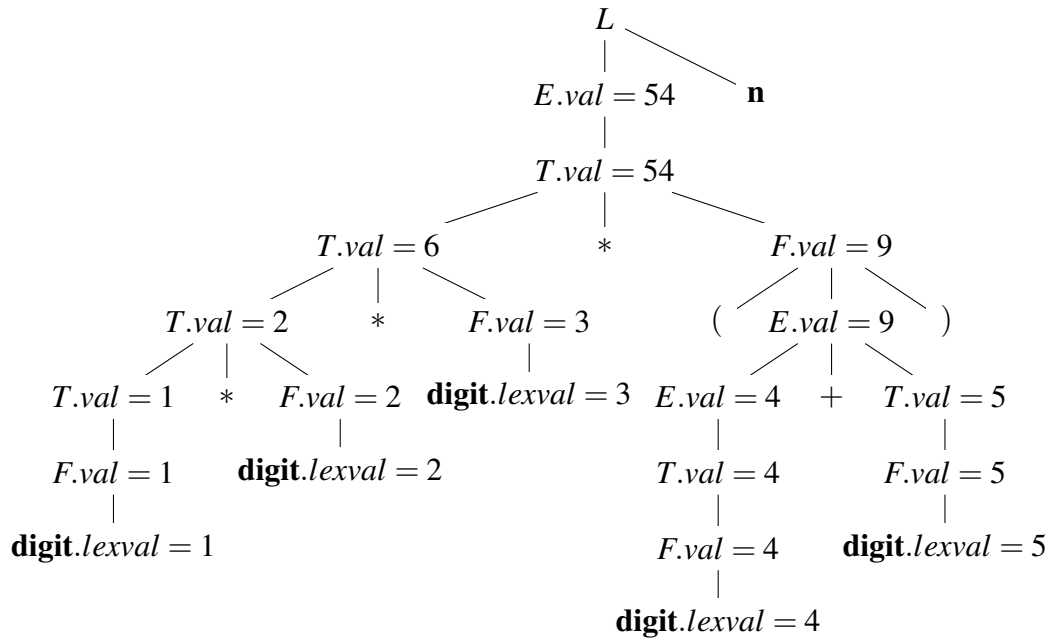 L
E.val = 54 n
T.val = 54
T.val = 6 * F.val = 9
T.val = 2 * F.val = 3 ( E.val = 9 )
T.val = 1 * F.val = 2 digit.lexval = 3 E.val = 4 + T.val = 5
F.val = 1 digit.lexval = 2 T.val = 4 F.val = 5
digit.lexval = 1 F.val = 4 digit.lexval = 5
digit.lexval = 4